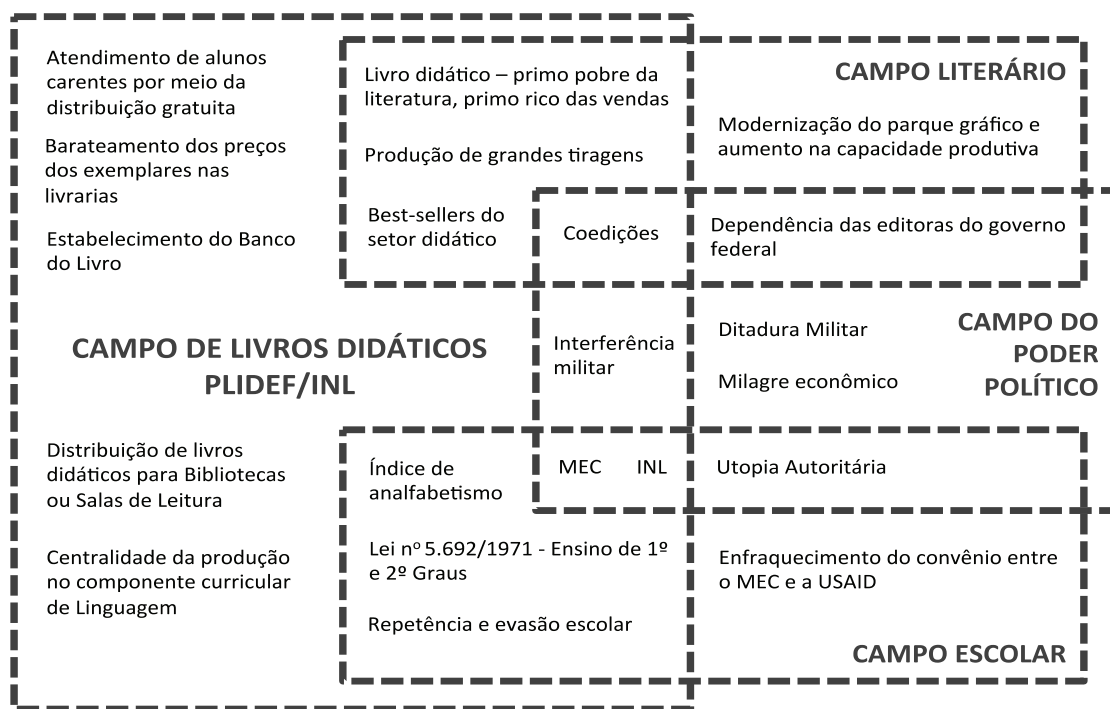 Atendimento de alunos
carentes por meio da
distribuição gratuita
Barateamento dos preços
dos exemplares nas
livrarias
Estabelecimento do Banco
do Livro
CAMPO DE LIVROS DIDÁTICOS
PLIDEF/INL
Distribuição de livros
didáticos para Bibliotecas
ou Salas de Leitura
Centralidade da produção
no componente curricular
de Linguagem
Livro didático – primo pobre da
literatura, primo rico das vendas
Produção de grandes tiragens
Best-sellers do
setor didático
Coedições
CAMPO LITERÁRIO
Modernização do parque gráfico e
aumento na capacidade produtiva
Dependência das editoras do governo
federal
Interferência
militar
Ditadura Militar
Milagre econômico
CAMPO DO
PODER
POLÍTICO
Índice de
analfabetismo
MEC INL
Utopia Autoritária
Lei nº 5.692/1971 - Ensino de 1º
e 2º Graus
Repetência e evasão escolar
Enfraquecimento do convênio entre
o MEC e a USAID
CAMPO ESCOLAR